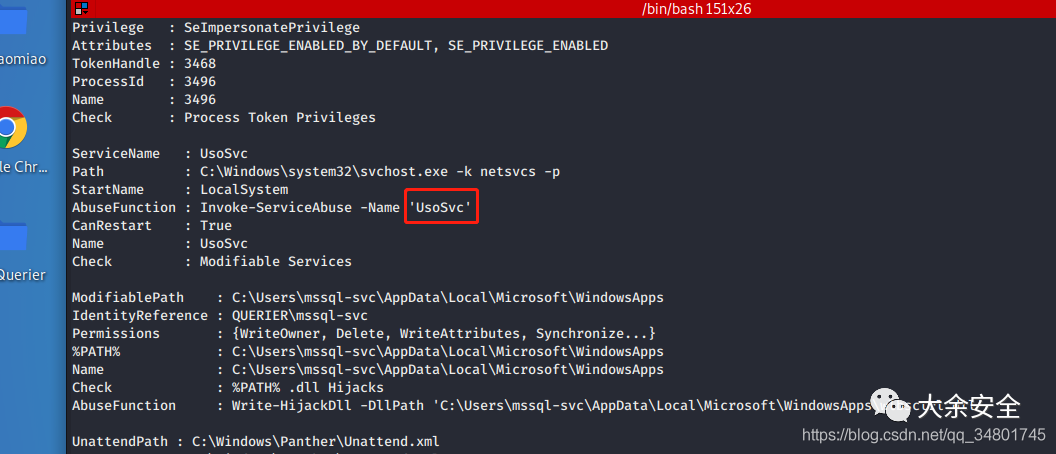 /bin/bash 151x26
Privilege : SeImpersonatePrivilege
Attributes : SE_PRIVILEGE_ENABLED_BY_DEFAULT, SE_PRIVILEGE_ENABLED
TokenHandle : 3468
ProcessId : 3496
Name : 3496
Check : Process Token Privileges
ServiceName : UsoSvc
Path : C:\Windows\system32\svchost.exe -k netsvcs -p
StartName : LocalSystem
AbuseFunction : Invoke-ServiceAbuse -Name 'UsoSvc'
CanRestart : True
Name : UsoSvc
Check : Modifiable Services
ModifiablePath : C:\Users\mssql-svc\AppData\Local\Microsoft\WindowsApps
IdentityReference : QUERIER\mssql-svc
Permissions : {WriteOwner, Delete, WriteAttributes, Synchronize...}
%PATH% : C:\Users\mssql-svc\AppData\Local\Microsoft\WindowsApps
Name : C:\Users\mssql-svc\AppData\Local\Microsoft\WindowsApps
Check : %PATH% .dll Hijacks
AbuseFunction : Write-HijackDll -DllPath 'C:\Users\mssql-svc\AppData\Local\Microsoft\WindowsApps
UnattendPath : C:\Windows\Panther\Unattend.xml
aomiao
le Chr...
Querier
大余安全
https://blog.csdn.net/qq_34801745